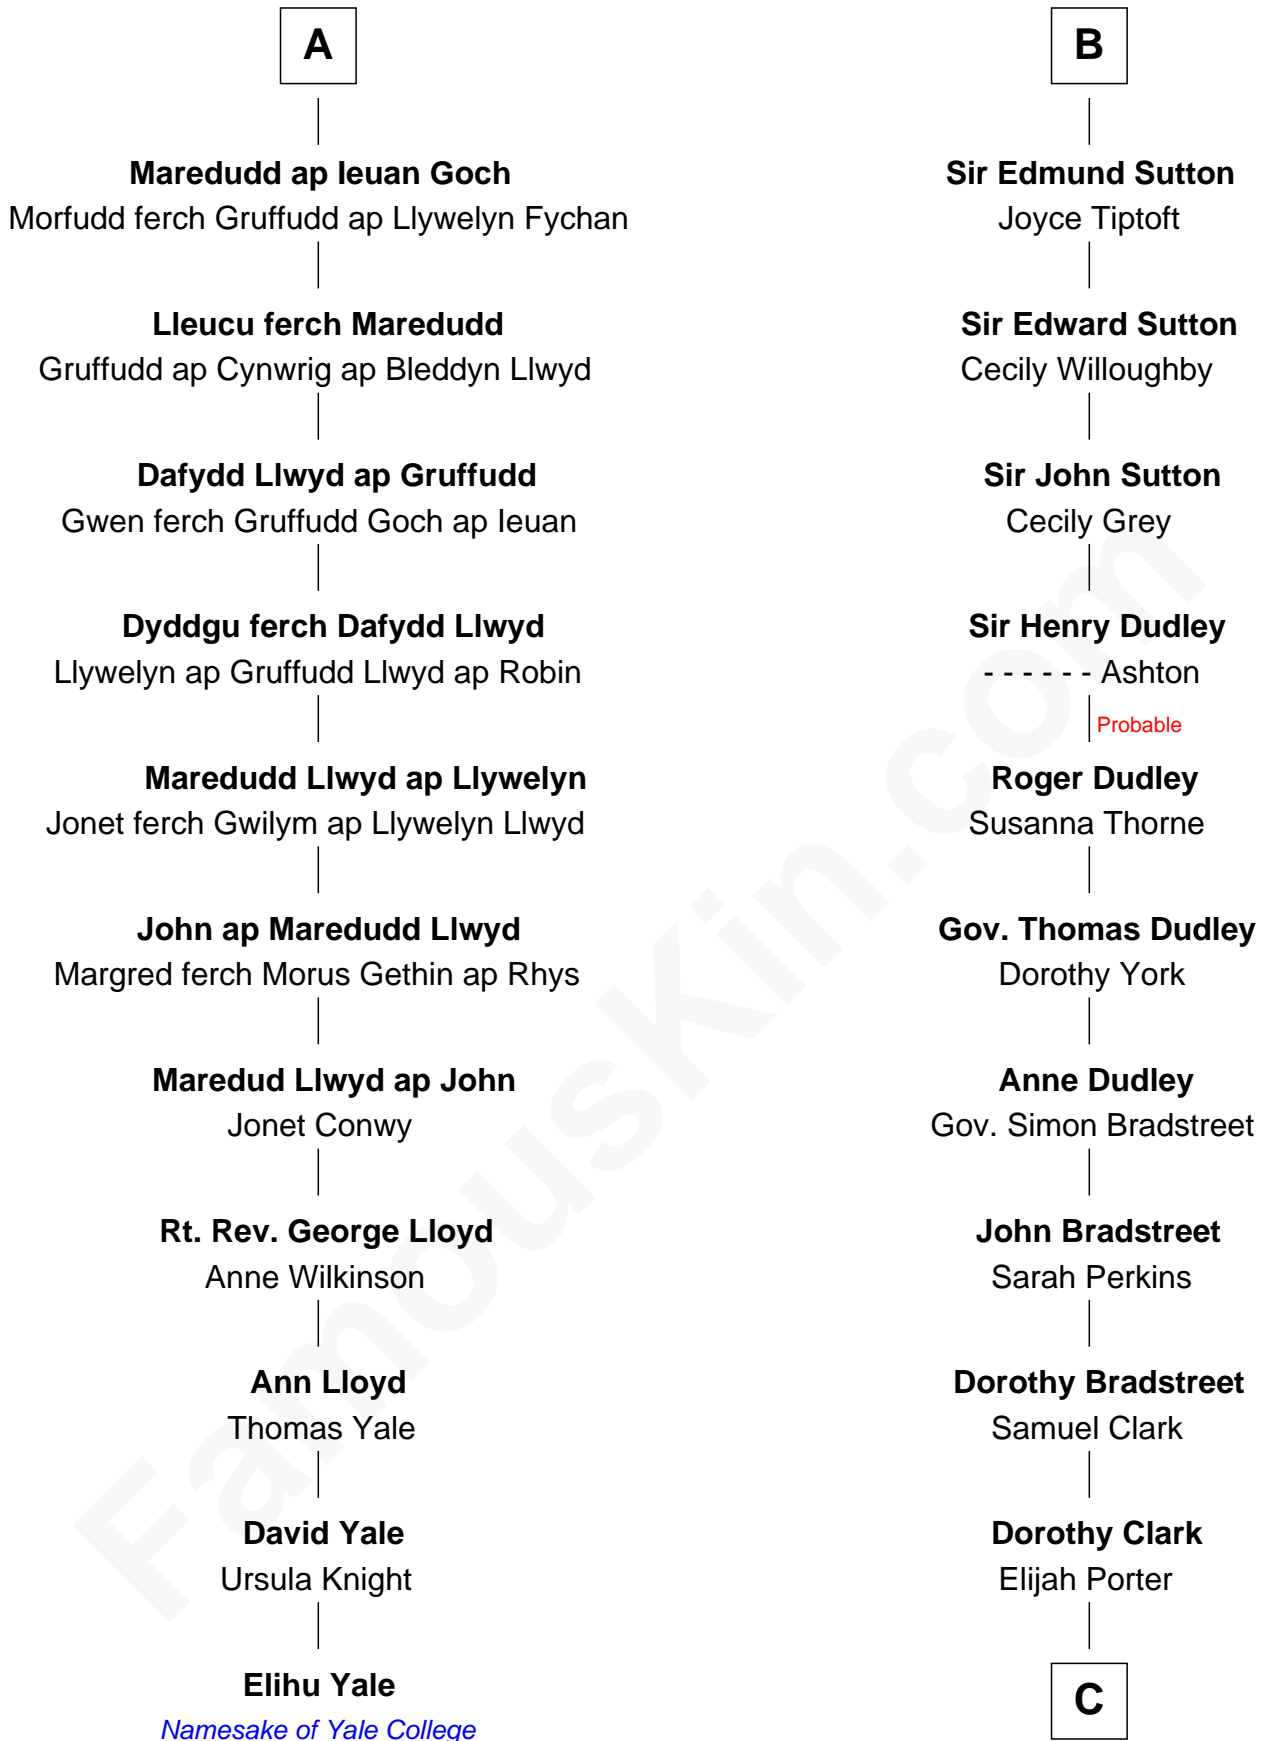 A
Maredudd ap Ieuan Goch
Morfudd ferch Gruffudd ap Llywelyn Fychan
Lleucu ferch Maredudd
Gruffudd ap Cynwrig ap Bleddyn Llwyd
Dafydd Llwyd ap Gruffudd
Gwen ferch Gruffudd Goch ap Ieuan
Dyddgu ferch Dafydd Llwyd
Llywelyn ap Gruffudd Llwyd ap Robin
Maredudd Llwyd ap Llywelyn
Jonet ferch Gwilym ap Llywelyn Llwyd
John ap Maredudd Llwyd
Margred ferch Morus Gethin ap Rhys
Maredud Llwyd ap John
Jonet Conwy
Rt. Rev. George Lloyd
Anne Wilkinson
Ann Lloyd
Thomas Yale
David Yale
Ursula Knight
Elihu Yale
Namesake of Yale College
B
Sir Edmund Sutton
Joyce Tiptoft
Sir Edward Sutton
Cecily Willoughby
Sir John Sutton
Cecily Grey
Sir Henry Dudley
- - - - - - Ashton
Probable
Roger Dudley
Susanna Thorne
Gov. Thomas Dudley
Dorothy York
Anne Dudley
Gov. Simon Bradstreet
John Bradstreet
Sarah Perkins
Dorothy Bradstreet
Samuel Clark
Dorothy Clark
Elijah Porter
C
FamousKin.com